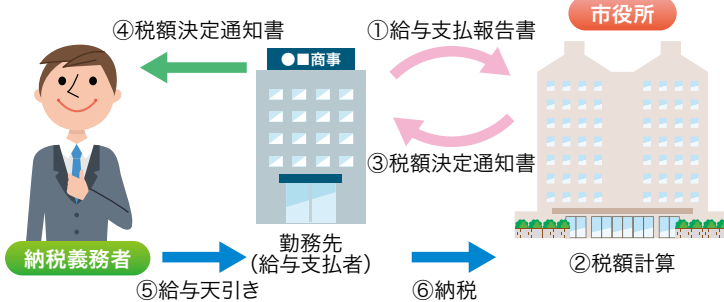 市役所
④税額決定通知書
①給与支払報告書
●■商事
③税額決定通知書
納税義務者
勤務先
(給与支払者)
②税額計算
⑤給与天引き
⑥納税